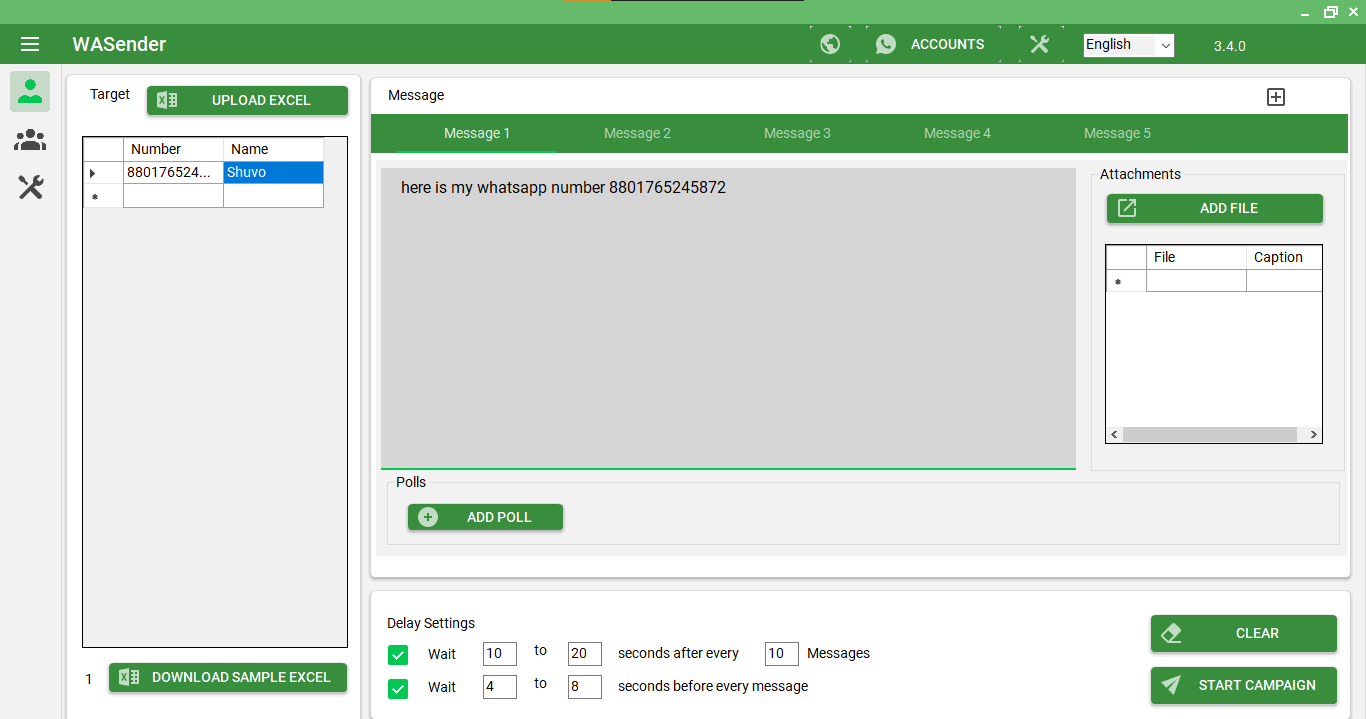 WASender
ACCOUNTS
English
3.4.0
Target
UPLOAD EXCEL
Number Name
880176524... Shuvo
1
DOWNLOAD SAMPLE EXCEL
Message
Message 1 Message 2 Message 3 Message 4 Message 5
here is my whatsapp number 8801765245872
Attachments
ADD FILE
File Caption
Polls
ADD POLL
Delay Settings
Wait 10 to 20 seconds after every 10 Messages
Wait 4 to 8 seconds before every message
CLEAR
START CAMPAIGN